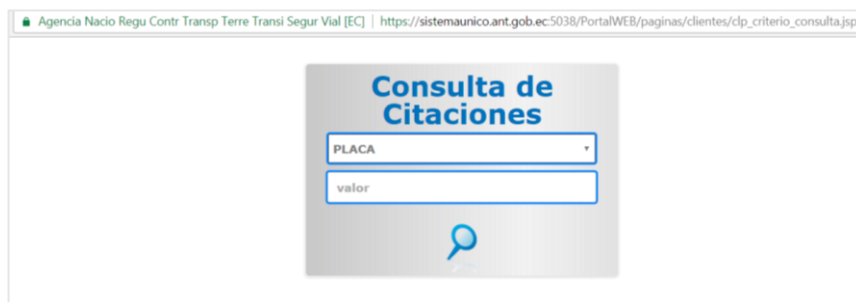 Agencia Nacio Regu Contr Transp Terre Transi Segur Vial [EC] | https://sistemaunico.ant.gob.ec:5038/PortalWEB/paginas/clientes/clp_criterio_consulta.jsp
Consulta de
Citaciones
PLACA
valor